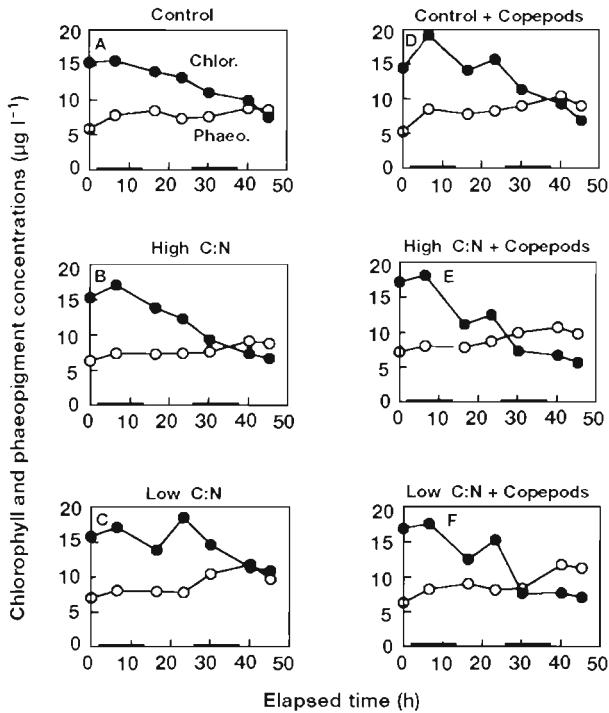 Chlorophyll and phaeopigment concentrations (µg l⁻¹)
Control
A
Chlor.
Phaeo.
20
15
10
5
0
0 10 20 30 40 50
Control + Copepods
D
20
15
10
5
0
0 10 20 30 40 50
High C:N
B
20
15
10
5
0
0 10 20 30 40 50
High C:N + Copepods
E
20
15
10
5
0
0 10 20 30 40 50
Low C:N
C
20
15
10
5
0
0 10 20 30 40 50
Low C:N + Copepods
F
20
15
10
5
0
0 10 20 30 40 50
Elapsed time (h)